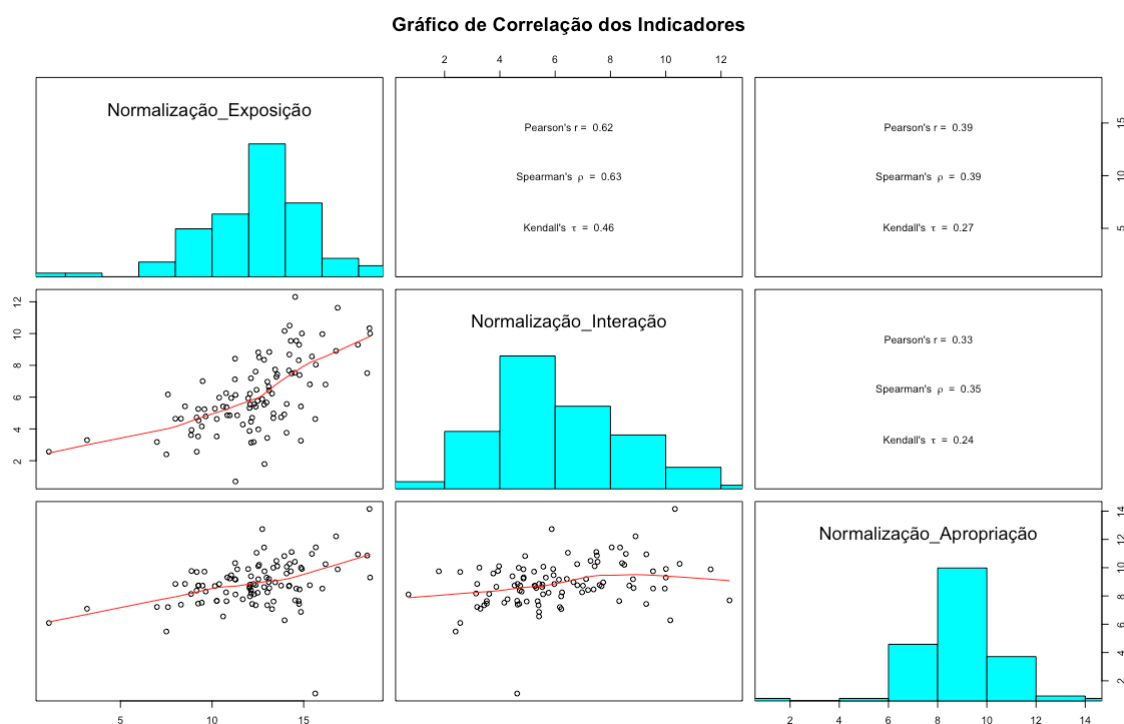 Gráfico de Correlação dos Indicadores
2 4 6 8 10 12
Normalização_Exposição
Pearson's r = 0.62
Spearman's ρ = 0.63
Kendall's τ = 0.46
Pearson's r = 0.39
Spearman's ρ = 0.39
Kendall's τ = 0.27
15
10
5
12
10
8
6
4
2
Normalização_Interação
Pearson's r = 0.33
Spearman's ρ = 0.35
Kendall's τ = 0.24
Normalização_Apropriação
14
12
10
8
6
4
2
5 10 15
2 4 6 8 10 12 14